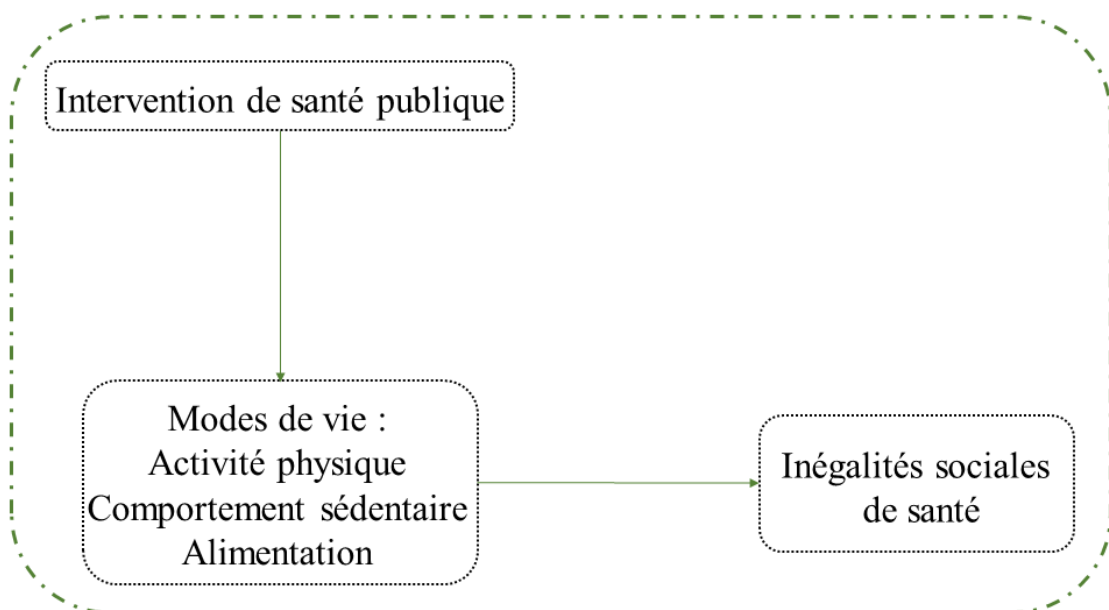 Intervention de santé publique
Modes de vie :
Activité physique
Comportement sédentaire
Alimentation
Inégalités sociales
de santé